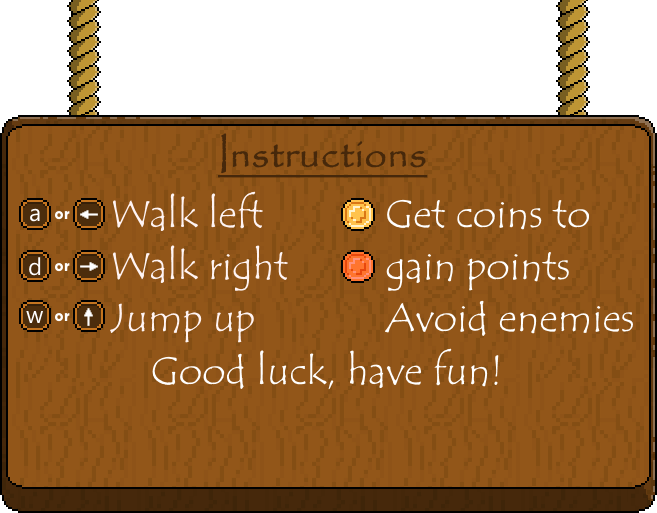 Instructions
a or ← Walk left
d or → Walk right
w or ↑ Jump up
Get coins to
gain points
Avoid enemies
Good luck, have fun!